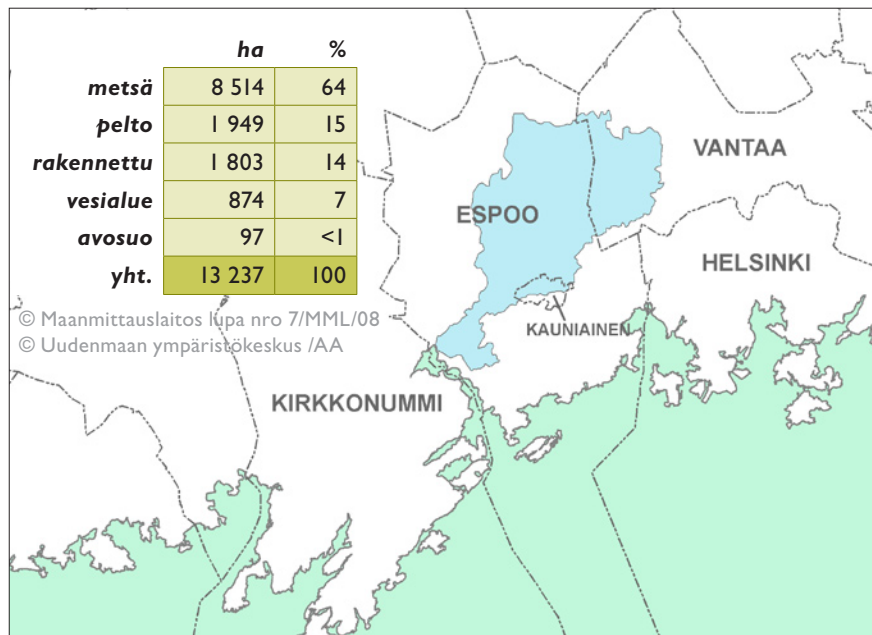 ha %
metsä 8 514 64
pelto 1 949 15
rakennettu 1 803 14
vesialue 874 7
avosuo 97 <1
yht. 13 237 100
© Maanmittauslaitos lupa nro 7/MML/08
© Uudenmaan ympäristökeskus /AA
VANTAA
ESPOO
HELSINKI
KAUNIAINEN
KIRKKONUMMI